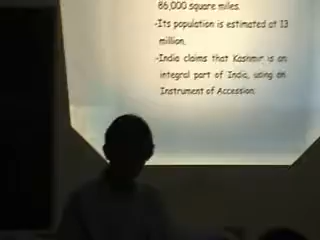 86,000 square miles.
-Its population is estimated at 13
million.
-India claims that Kashmir is an
integral part of India, using an
Instrument of Accession.